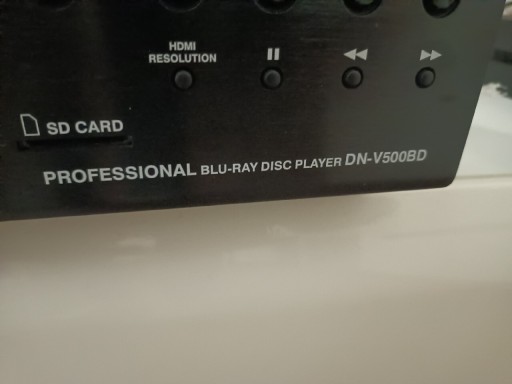 HDMI
RESOLUTION
SD CARD
PROFESSIONAL BLU-RAY DISC PLAYER DN-V500BD